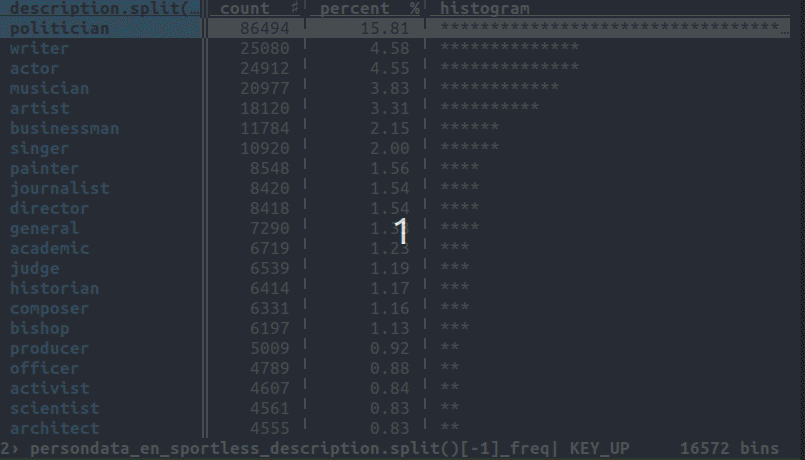 description.split(… count ♯ percent % histogram
politician 86494 15.81 **********************************…
writer 25080 4.58 **************
actor 24912 4.55 **************
musician 20977 3.83 ************
artist 18120 3.31 **********
businessman 11784 2.15 ******
singer 10920 2.00 ******
painter 8548 1.56 ****
journalist 8420 1.54 ****
director 8418 1.54 ****
general 7290 ****
1
academic 6719 1.23 ***
judge 6539 1.19 ***
historian 6414 1.17 ***
composer 6331 1.16 ***
bishop 6197 1.13 ***
producer 5009 0.92 **
officer 4789 0.88 **
activist 4607 0.84 **
scientist 4561 0.83 **
architect 4555 0.83 **
2› persondata_en_sportless_description.split()[-1]_freq| KEY_UP 16572 bins